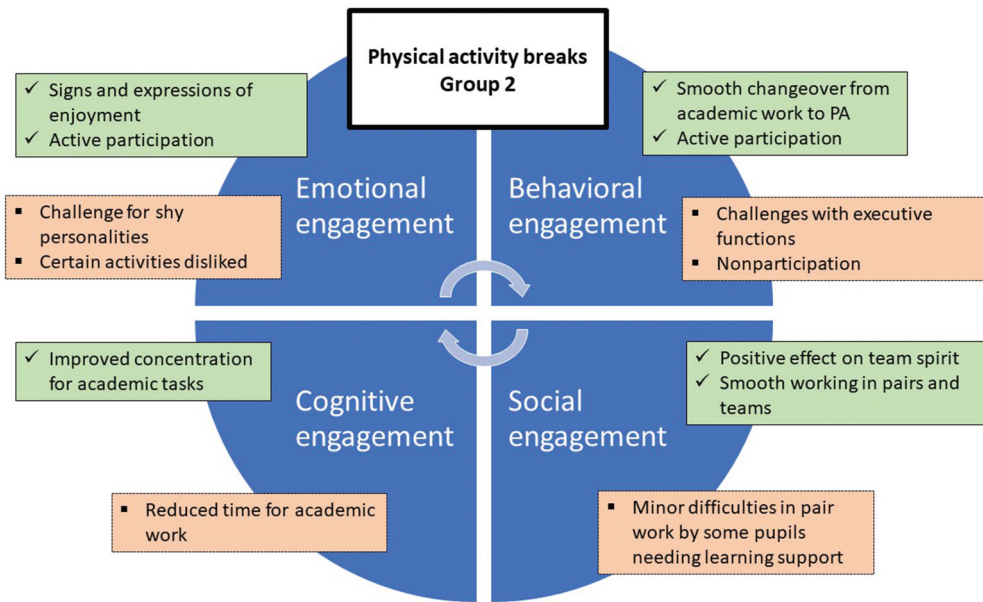 Physical activity breaks
Group 2
✓ Signs and expressions of
enjoyment
✓ Active participation
✓ Smooth changeover from
academic work to PA
✓ Active participation
Emotional
engagement
Behavioral
engagement
▪ Challenge for shy
personalities
▪ Certain activities disliked
▪ Challenges with executive
functions
▪ Nonparticipation
✓ Improved concentration
for academic tasks
✓ Positive effect on team spirit
✓ Smooth working in pairs and
teams
Cognitive
engagement
Social
engagement
▪ Reduced time for academic
work
▪ Minor difficulties in pair
work by some pupils
needing learning support